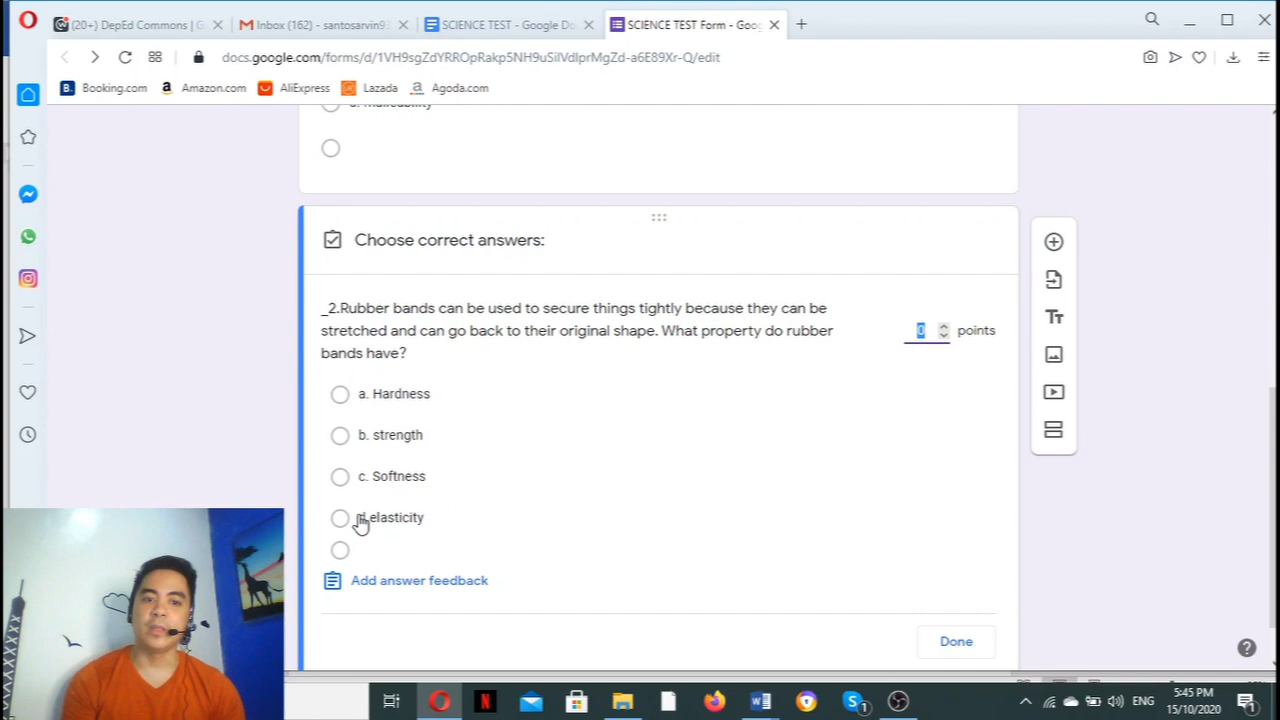 (20+) DepEd Commons | G
Inbox (162) - santosarvin9
SCIENCE TEST - Google Do
SCIENCE TEST Form - Goo
docs.google.com/forms/d/1VH9sgZdYRROpRakp5NH9uSilVdlprMgZd-a6E89Xr-Q/edit
B. Booking.com
a Amazon.com
AliExpress
Lazada
a Agoda.com
Choose correct answers:
_2.Rubber bands can be used to secure things tightly because they can be
stretched and can go back to their original shape. What property do rubber
bands have?
0 points
a. Hardness
b. strength
c. Softness
elasticity
Add answer feedback
Done
ENG
5:45 PM
15/10/2020